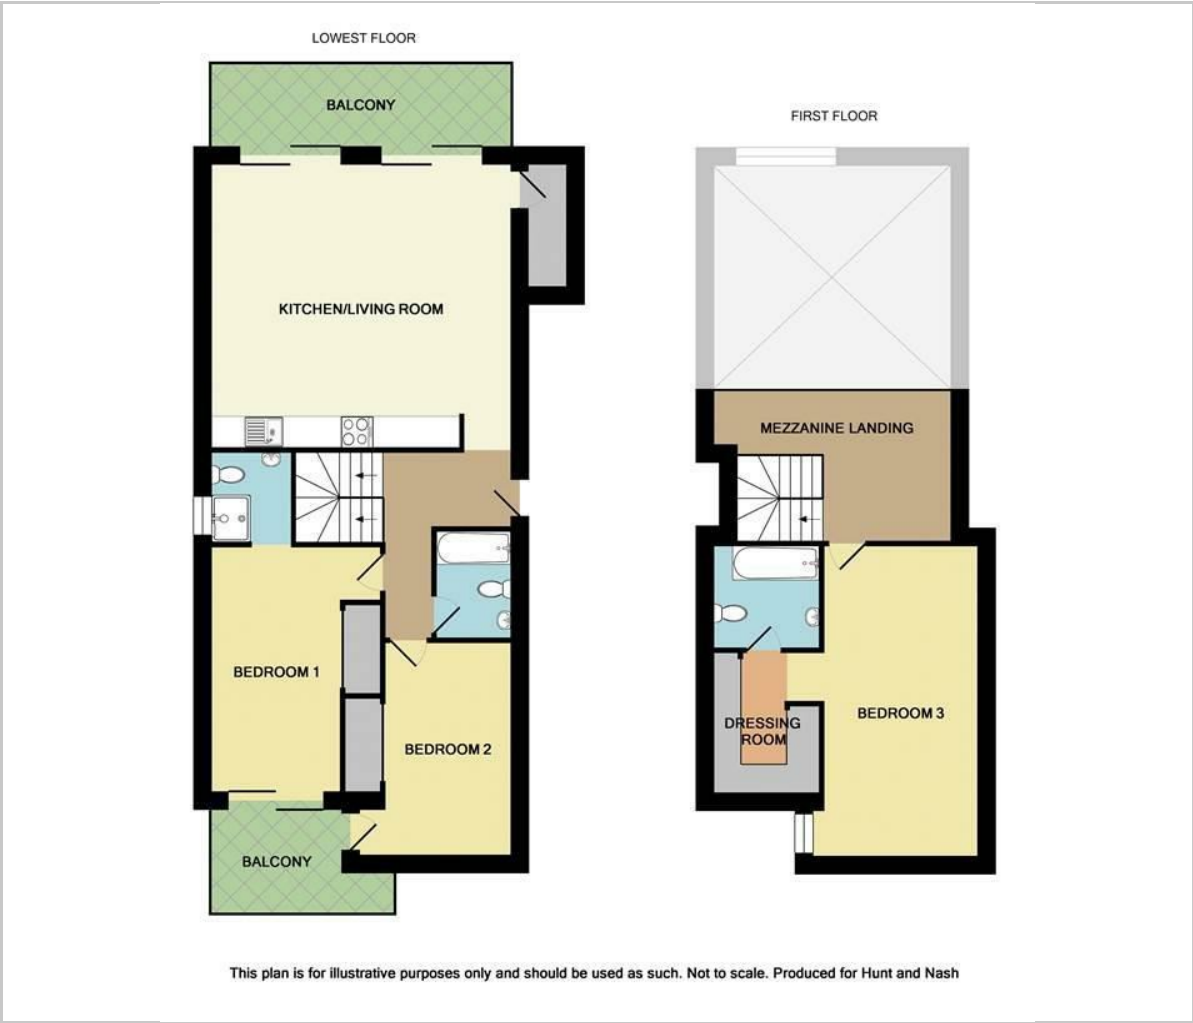 LOWEST FLOOR
BALCONY
KITCHEN/LIVING ROOM
BEDROOM 1
BEDROOM 2
BALCONY
FIRST FLOOR
MEZZANINE LANDING
DRESSING
ROOM
BEDROOM 3
This plan is for illustrative purposes only and should be used as such. Not to scale. Produced for Hunt and Nash